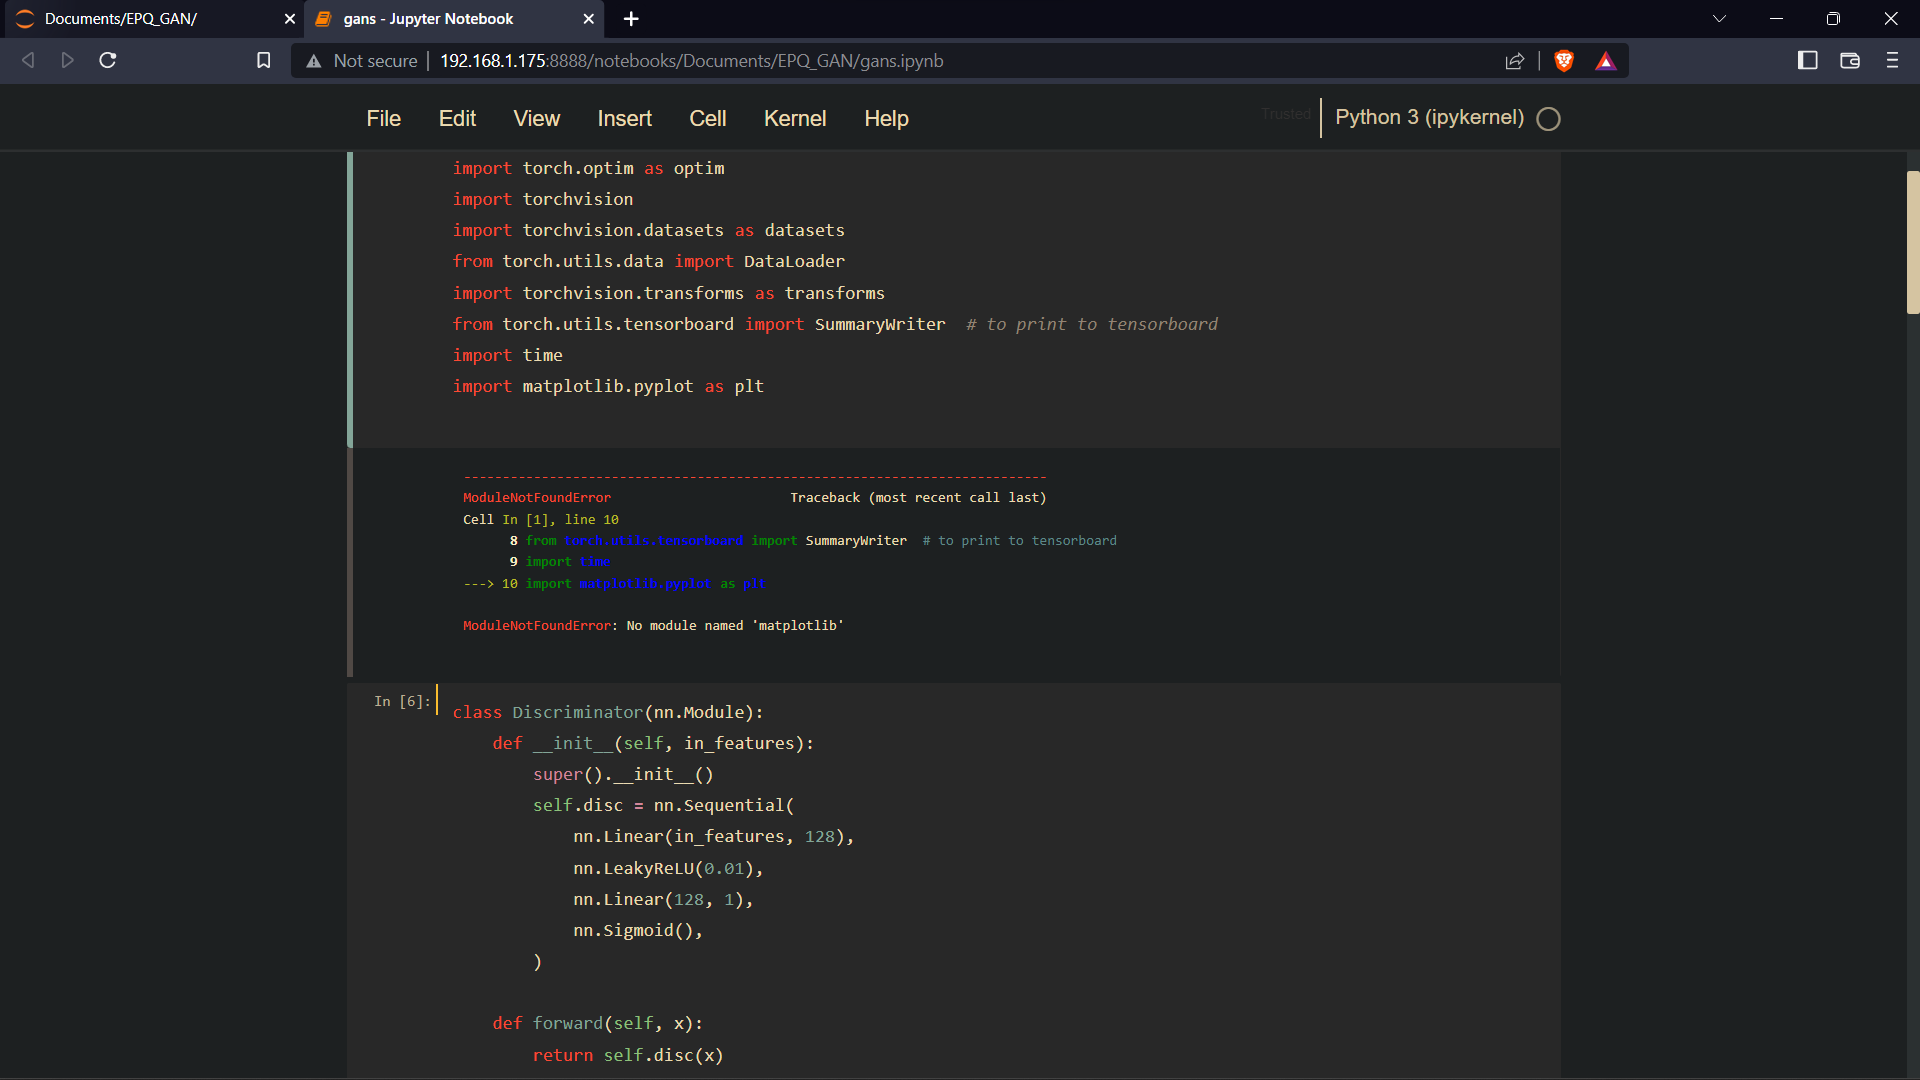 Documents/EPQ_GAN/
gans - Jupyter Notebook
Not secure
192.168.1.175:8888/notebooks/Documents/EPQ_GAN/gans.ipynb
File Edit View Insert Cell Kernel Help
Trusted
Python 3 (ipykernel)
import torch.optim as optim
import torchvision
import torchvision.datasets as datasets
from torch.utils.data import DataLoader
import torchvision.transforms as transforms
from torch.utils.tensorboard import SummaryWriter  # to print to tensorboard
import time
import matplotlib.pyplot as plt
---------------------------------------------------------------------------
ModuleNotFoundError                       Traceback (most recent call last)
Cell In [1], line 10
      8 from torch.utils.tensorboard import SummaryWriter  # to print to tensorboard
      9 import time
---> 10 import matplotlib.pyplot as plt
ModuleNotFoundError: No module named 'matplotlib'
In [6]:
class Discriminator(nn.Module):
    def __init__(self, in_features):
        super().__init__()
        self.disc = nn.Sequential(
            nn.Linear(in_features, 128),
            nn.LeakyReLU(0.01),
            nn.Linear(128, 1),
            nn.Sigmoid(),
        )
    def forward(self, x):
        return self.disc(x)